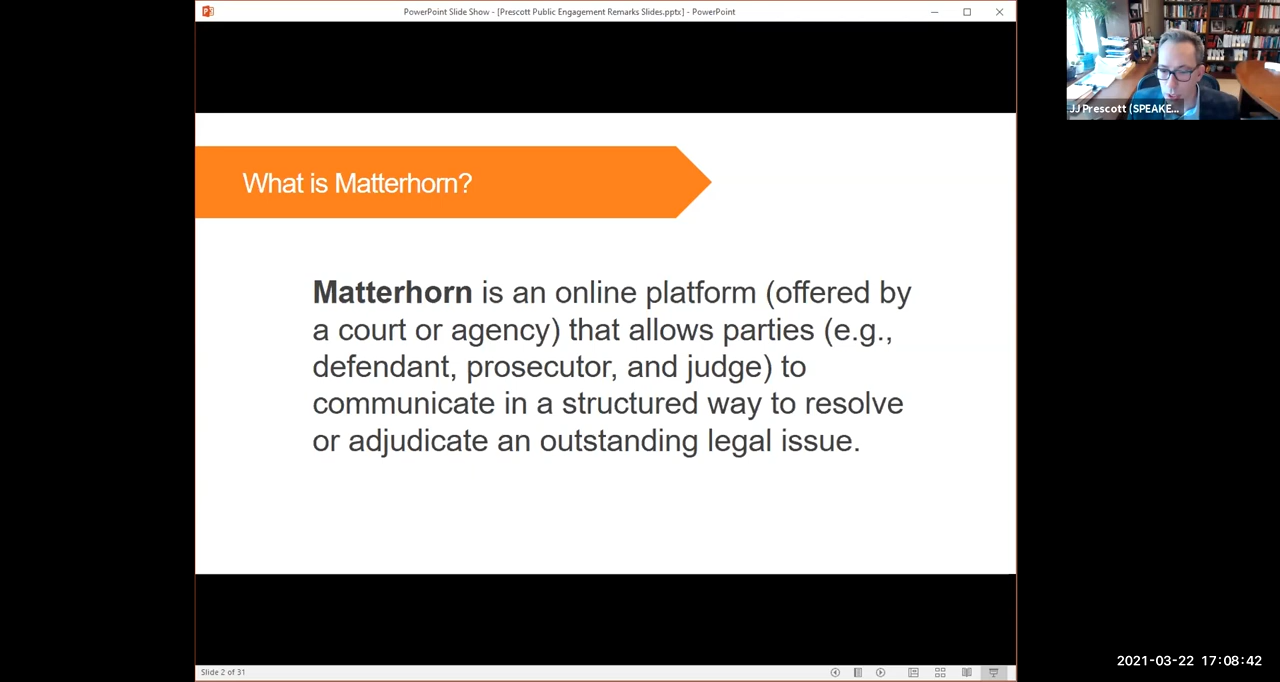 PowerPoint Slide Show - [Prescott Public Engagement Remarks Slides.pptx] - PowerPoint
JJ Prescott (SPEAKE...
What is Matterhorn?
Matterhorn is an online platform (offered by
a court or agency) that allows parties (e.g.,
defendant, prosecutor, and judge) to
communicate in a structured way to resolve
or adjudicate an outstanding legal issue.
Slide 2 of 31
2021-03-22 17:08:42